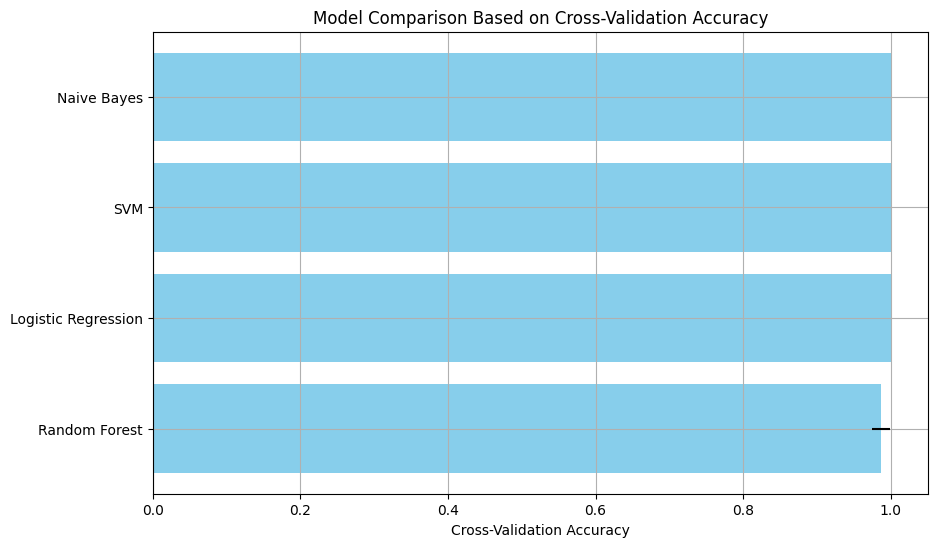 Model Comparison Based on Cross-Validation Accuracy
Naive Bayes
SVM
Logistic Regression
Random Forest
0.0 0.2 0.4 0.6 0.8 1.0
Cross-Validation Accuracy